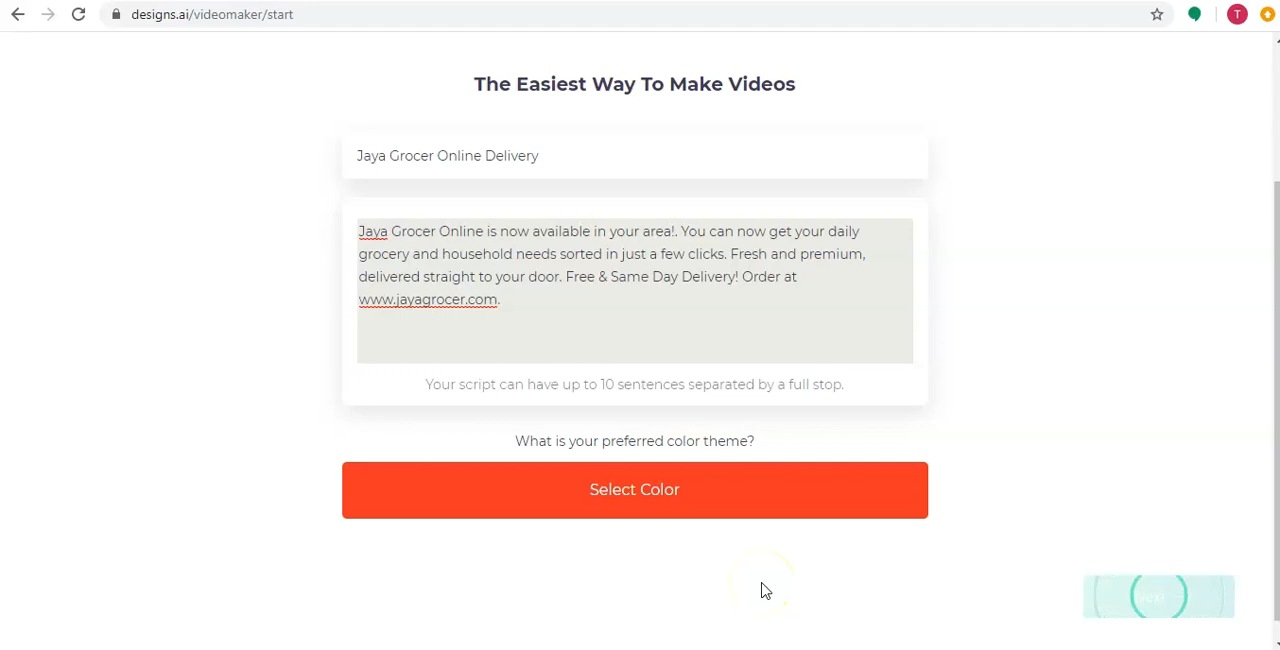 designs.ai/videomaker/start
T
The Easiest Way To Make Videos
Jaya Grocer Online Delivery
Jaya Grocer Online is now available in your area!. You can now get your daily
grocery and household needs sorted in just a few clicks. Fresh and premium,
delivered straight to your door. Free & Same Day Delivery! Order at
www.jayagrocer.com.
Your script can have up to 10 sentences separated by a full stop.
What is your preferred color theme?
Select Color